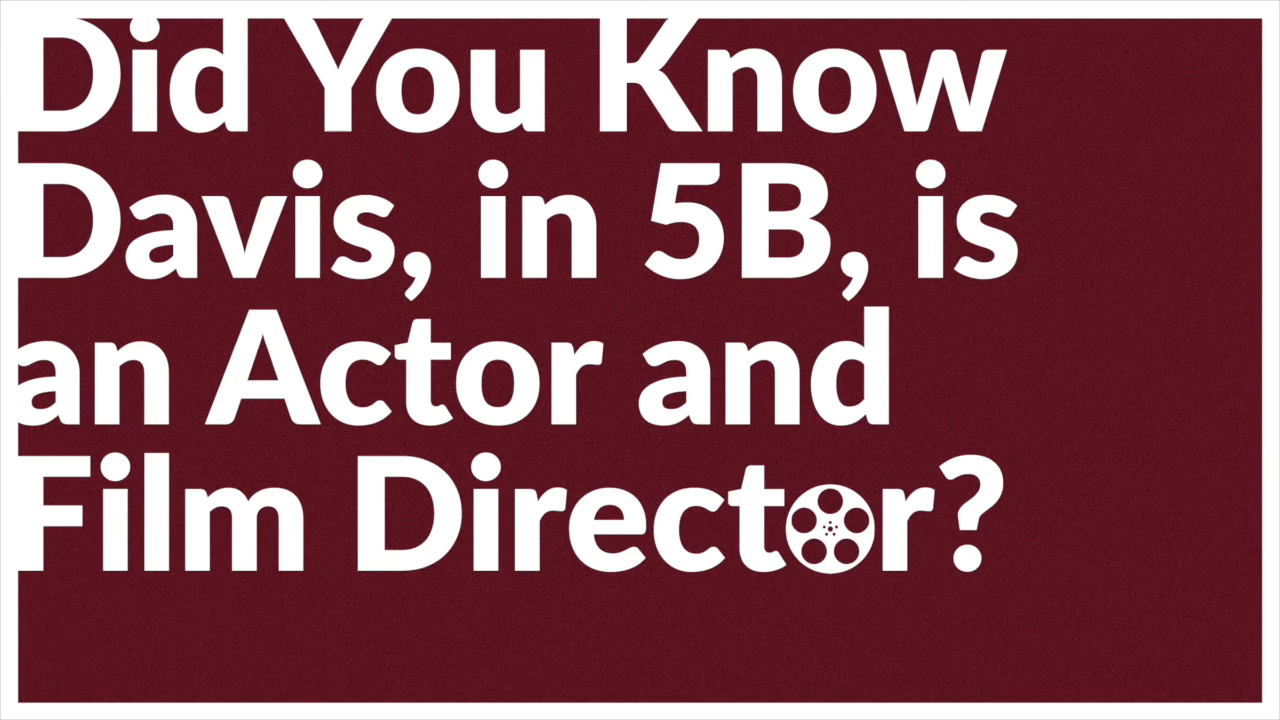 Did You Know
Davis, in 5B, is
an Actor and
Film Director?